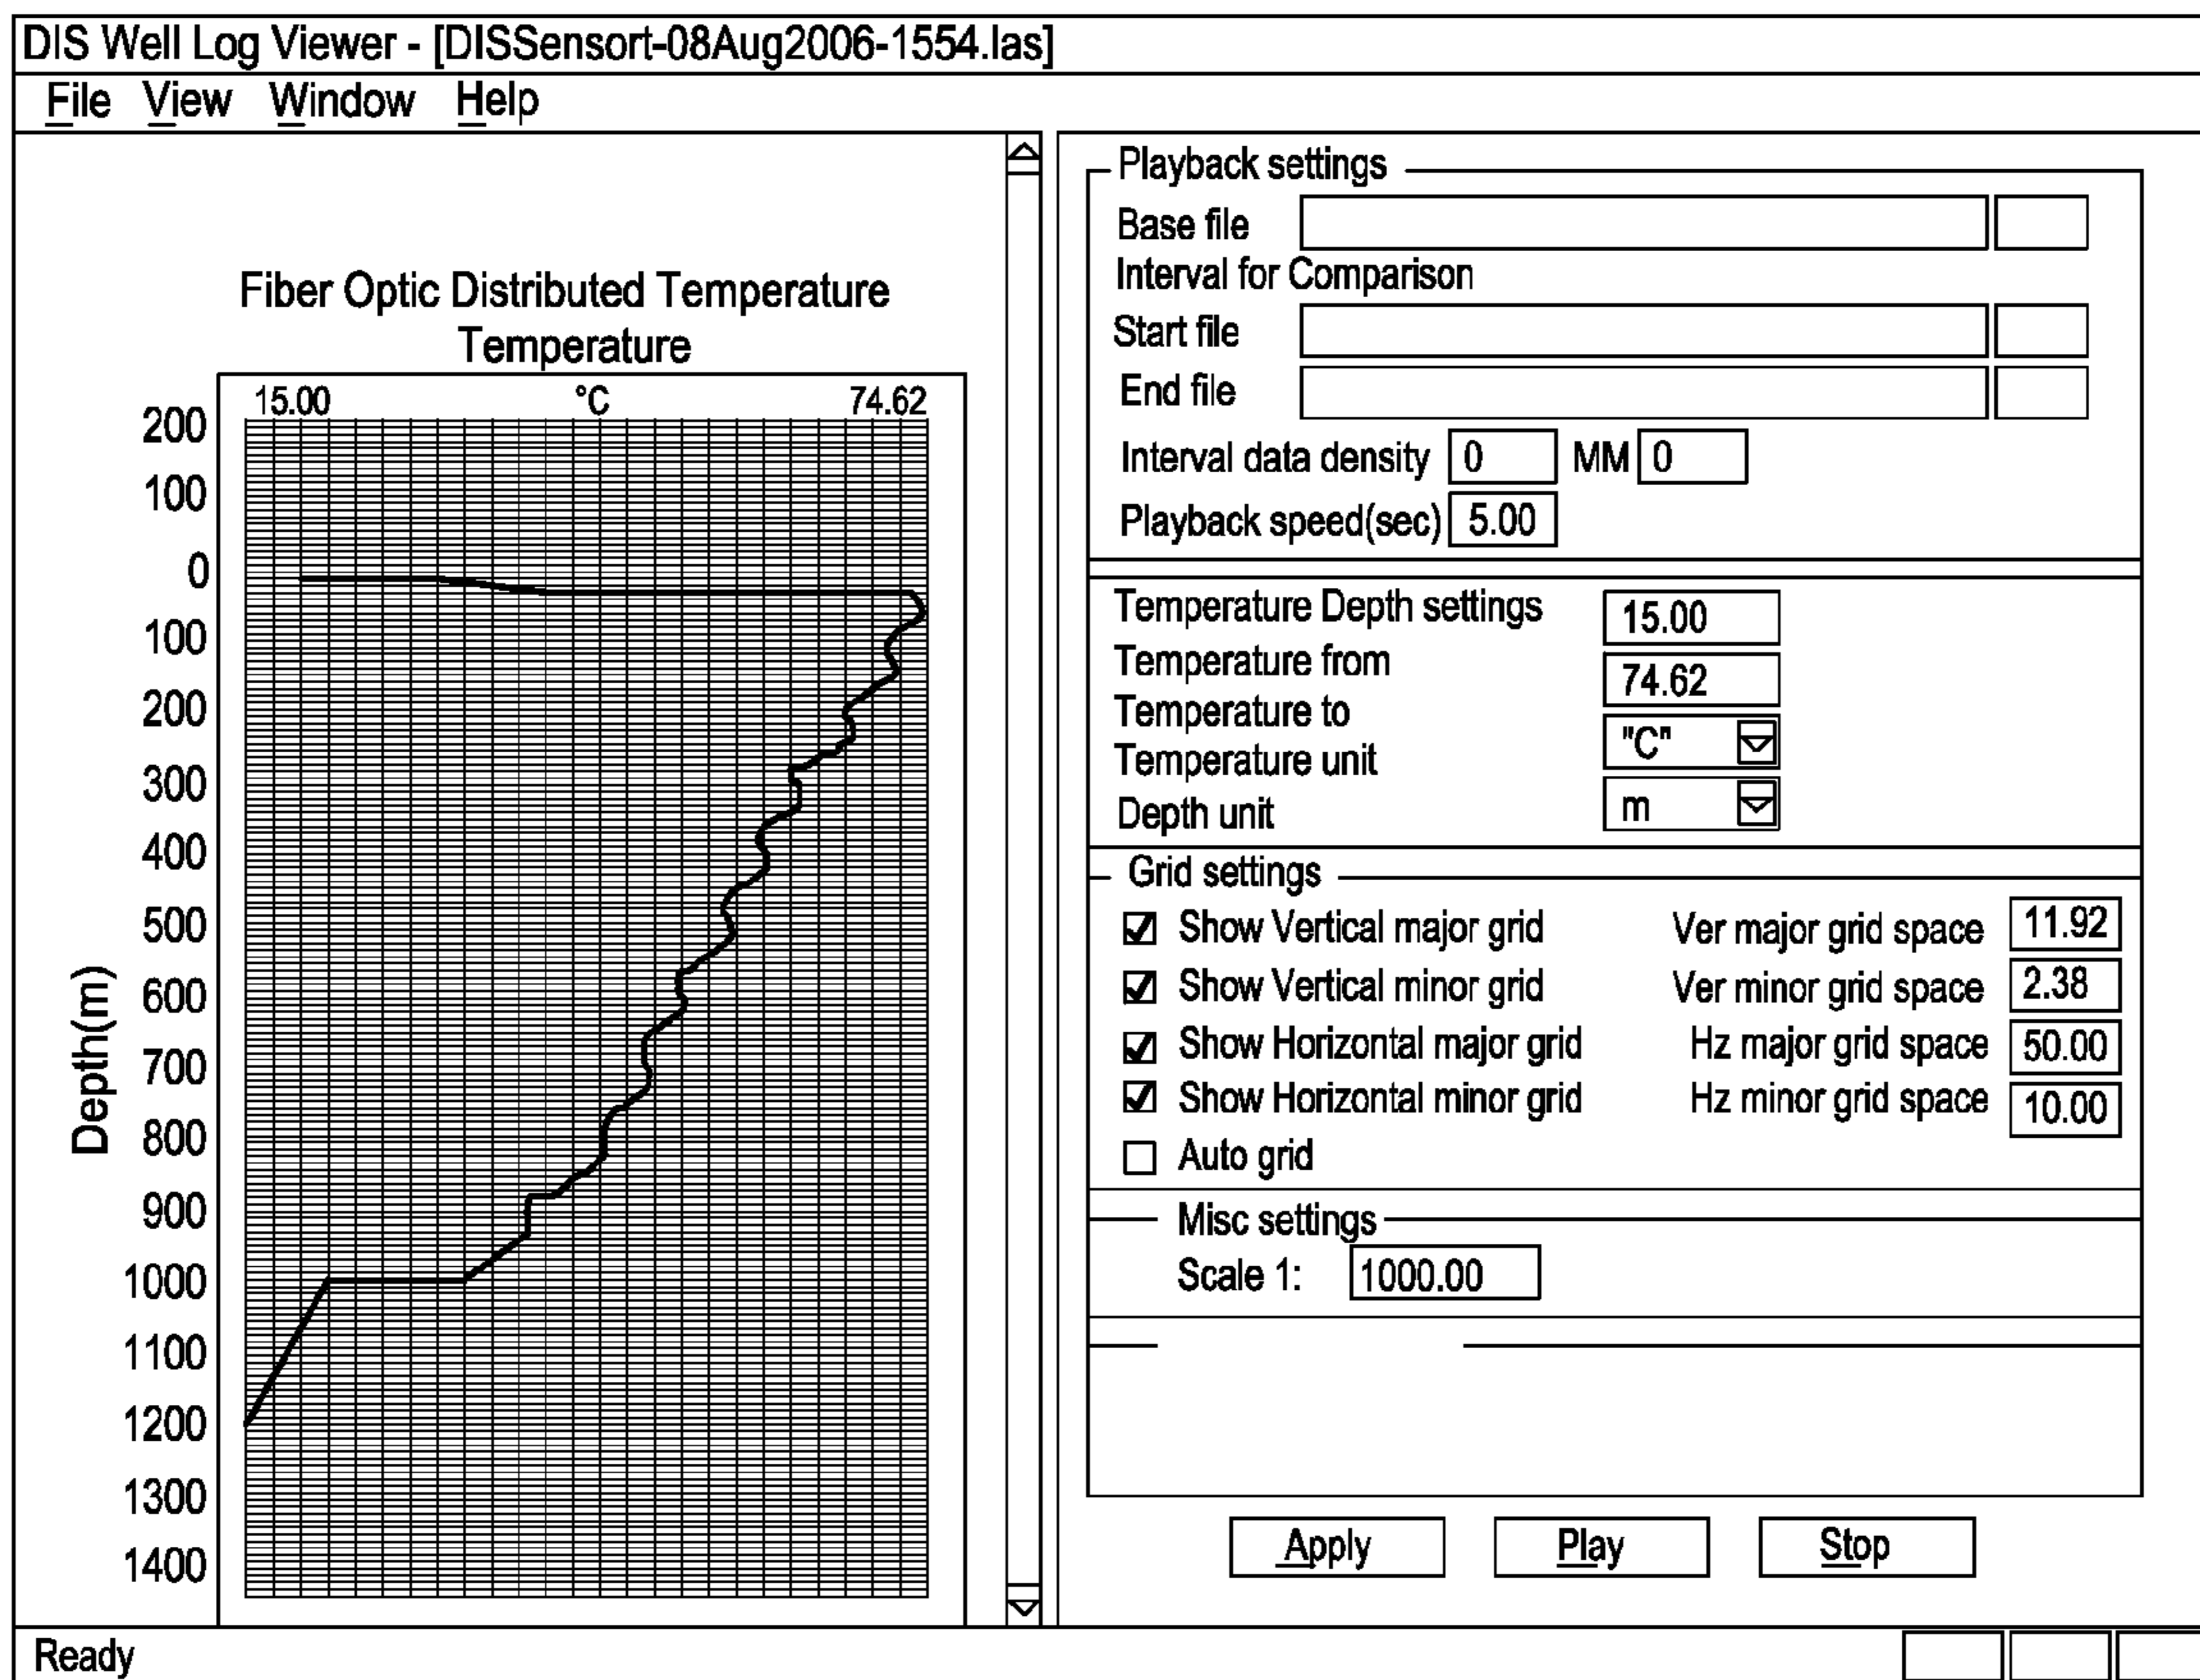 DIS Well Log Viewer - [DISSensort-08Aug2006-1554.las]
File View Window Help
Fiber Optic Distributed Temperature
Temperature
15.00 °C 74.62
200
100
0
100
200
300
400
500
600
700
800
900
1000
1100
1200
1300
1400
Depth(m)
Playback settings
Base file
Interval for Comparison
Start file
End file
Interval data density 0 MM 0
Playback speed(sec) 5.00
Temperature Depth settings 15.00
Temperature from 74.62
Temperature to "C"
Temperature unit
Depth unit m
Grid settings
Show Vertical major grid Ver major grid space 11.92
Show Vertical minor grid Ver minor grid space 2.38
Show Horizontal major grid Hz major grid space 50.00
Show Horizontal minor grid Hz minor grid space 10.00
Auto grid
Misc settings
Scale 1: 1000.00
Apply Play Stop
Ready